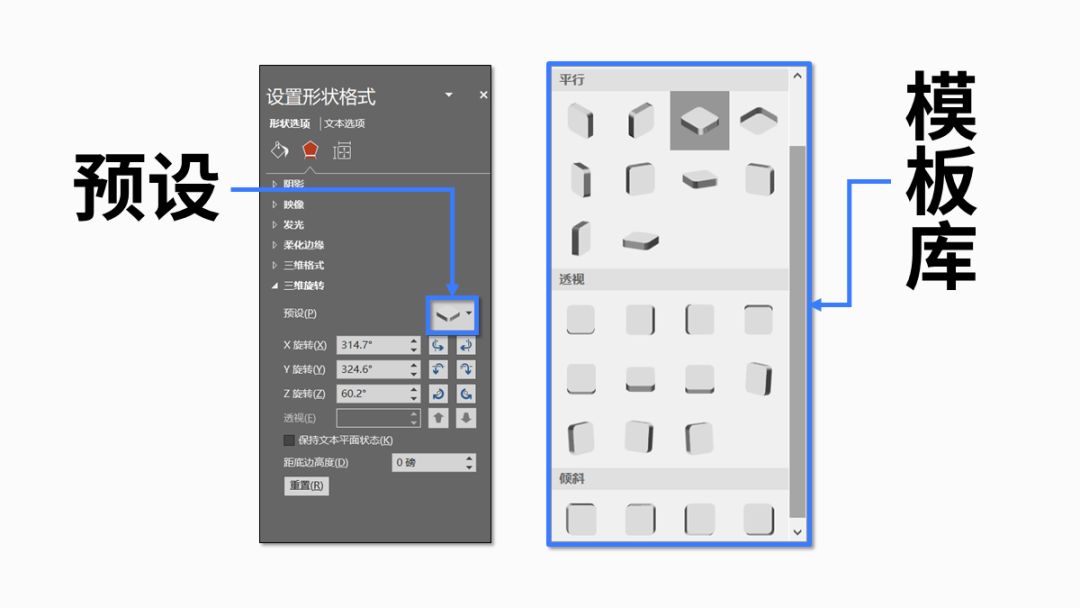 预设
设置形状格式
形状选项 文本选项
阴影
映像
发光
柔化边缘
三维格式
三维旋转
预设(P)
X 旋转(X) 314.7°
Y 旋转(Y) 324.6°
Z 旋转(Z) 60.2°
透视(E)
保持文本平面状态(K)
距底边高度(D) 0 磅
重置(R)
平行
透视
倾斜
模板库